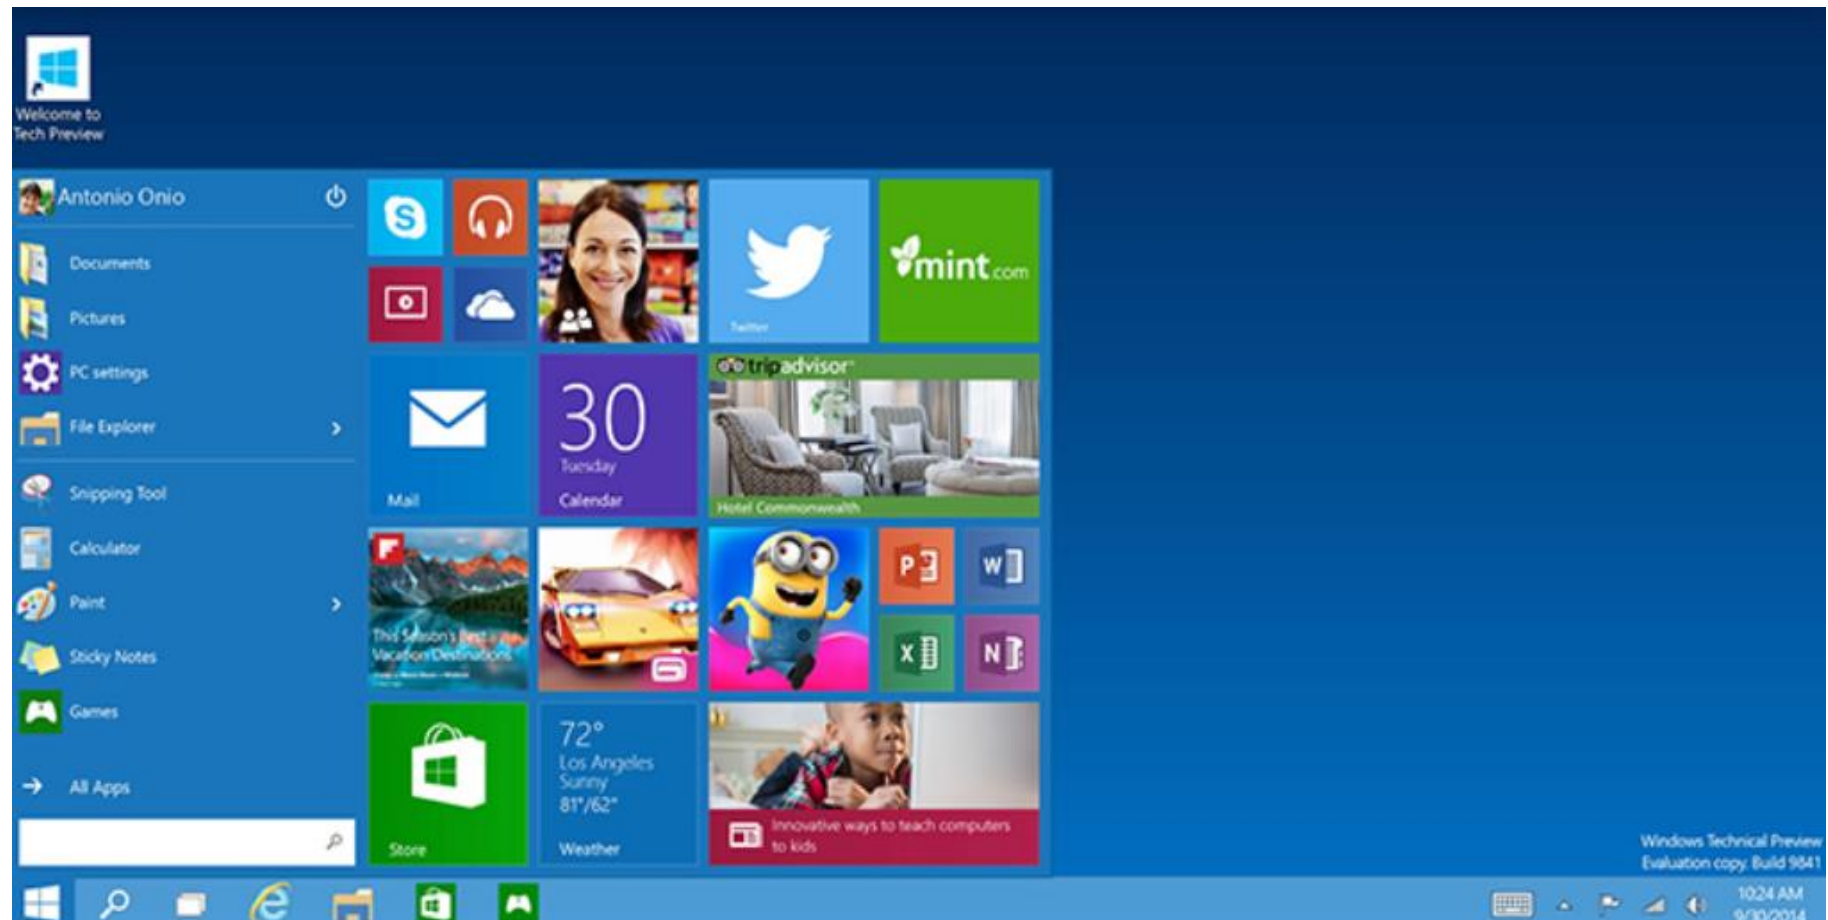 Welcome to
Tech Preview
Antonio Onio
Documents
Pictures
PC settings
File Explorer
Snipping Tool
Calculator
Paint
Sticky Notes
Games
All Apps
S
Twitter
mint.com
Mail
30
Tuesday
Calendar
tripadvisor
Hotel Commonwealth
This Season's Best
Vacation Destinations
P
W
X
N
Store
72°
Los Angeles
Sunny
81°/62°
Weather
Innovative ways to teach computers
to kids
Windows Technical Preview
Evaluation copy. Build 9841
10:24 AM
9/30/2014